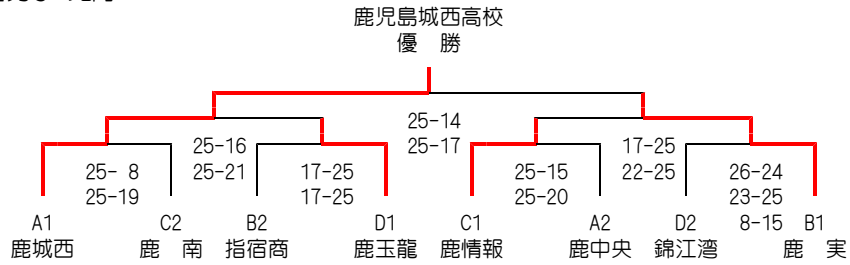 鹿児島城西高校
優　勝
25-14
25-16 25-17 17-25
25- 8 25-21 17-25 25-15 22-25 26-24
25-19 17-25 25-20 23-25
A1 C2 B2 D1 C1 A2 D2 8-15 B1
鹿城西 鹿　南 指宿商 鹿玉龍 鹿情報 鹿中央 錦江湾 鹿　実